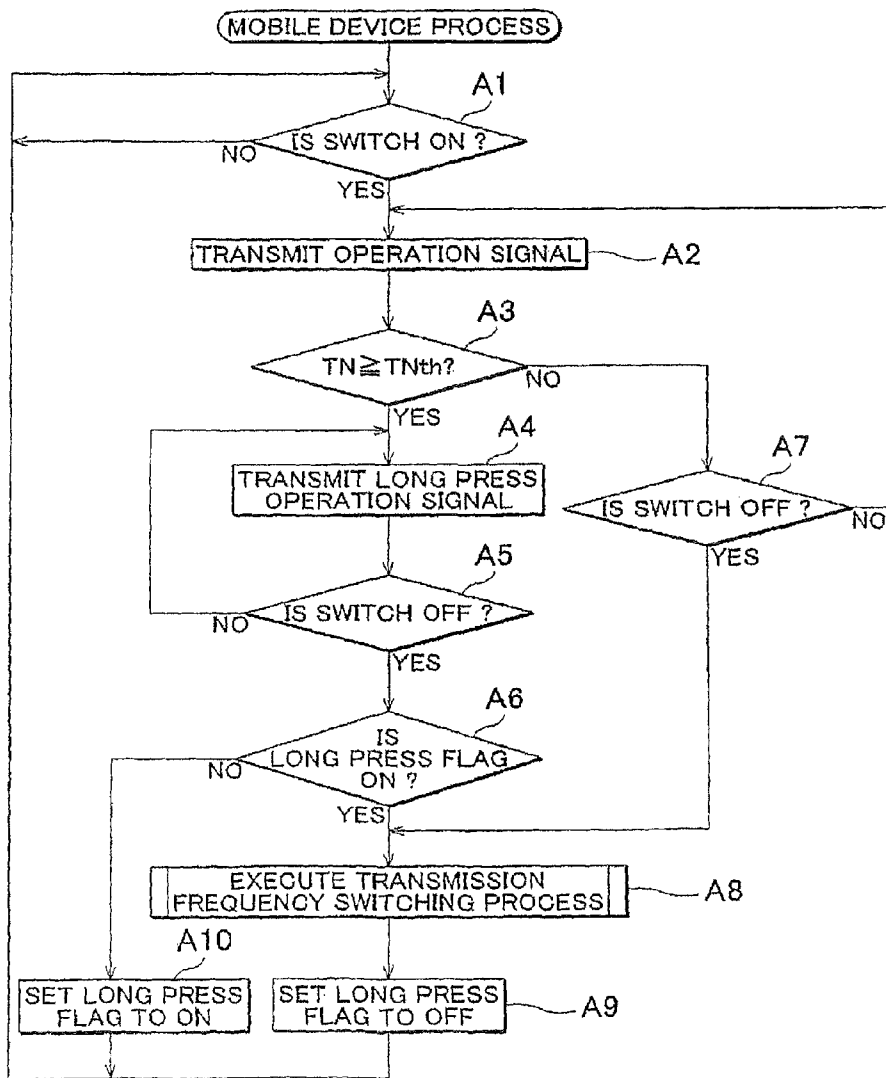 MOBILE DEVICE PROCESS
A1
IS SWITCH ON ?
NO
YES
TRANSMIT OPERATION SIGNAL
A2
A3
TN≧TNth?
NO
YES
A4
TRANSMIT LONG PRESS
OPERATION SIGNAL
A7
IS SWITCH OFF ?
NO
YES
A5
IS SWITCH OFF ?
NO
YES
A6
IS
LONG PRESS FLAG
ON ?
NO
YES
EXECUTE TRANSMISSION
FREQUENCY SWITCHING PROCESS
A8
A10
SET LONG PRESS
FLAG TO ON
SET LONG PRESS
FLAG TO OFF
A9